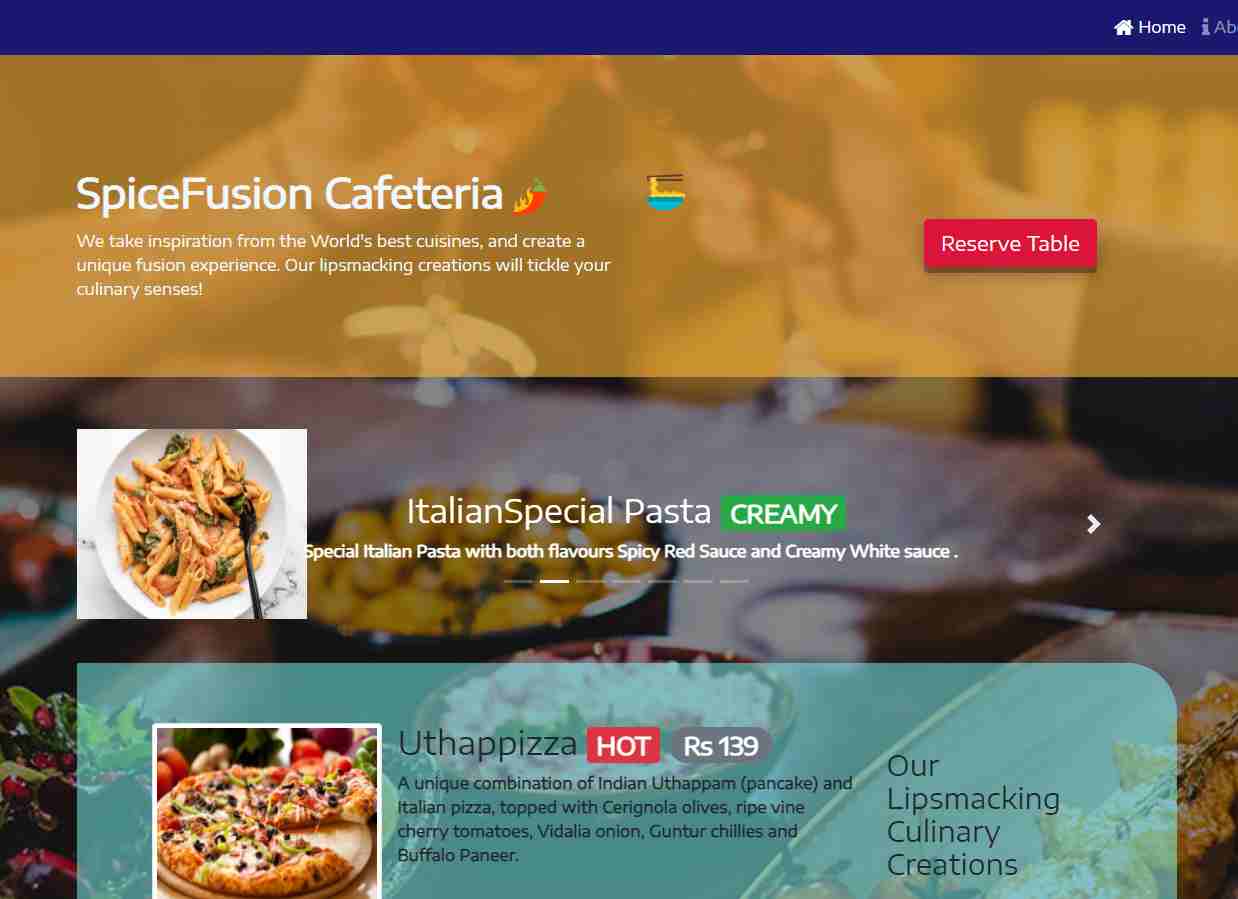 Home
SpiceFusion Cafeteria
We take inspiration from the World's best cuisines, and create a
unique fusion experience. Our lipsmacking creations will tickle your
culinary senses!
Reserve Table
ItalianSpecial Pasta CREAMY
Special Italian Pasta with both flavours Spicy Red Sauce and Creamy White sauce .
Uthappizza HOT Rs 139
A unique combination of Indian Uthappam (pancake) and
Italian pizza, topped with Cerignola olives, ripe vine
cherry tomatoes, Vidalia onion, Guntur chillies and
Buffalo Paneer.
Our
Lipsmacking
Culinary
Creations